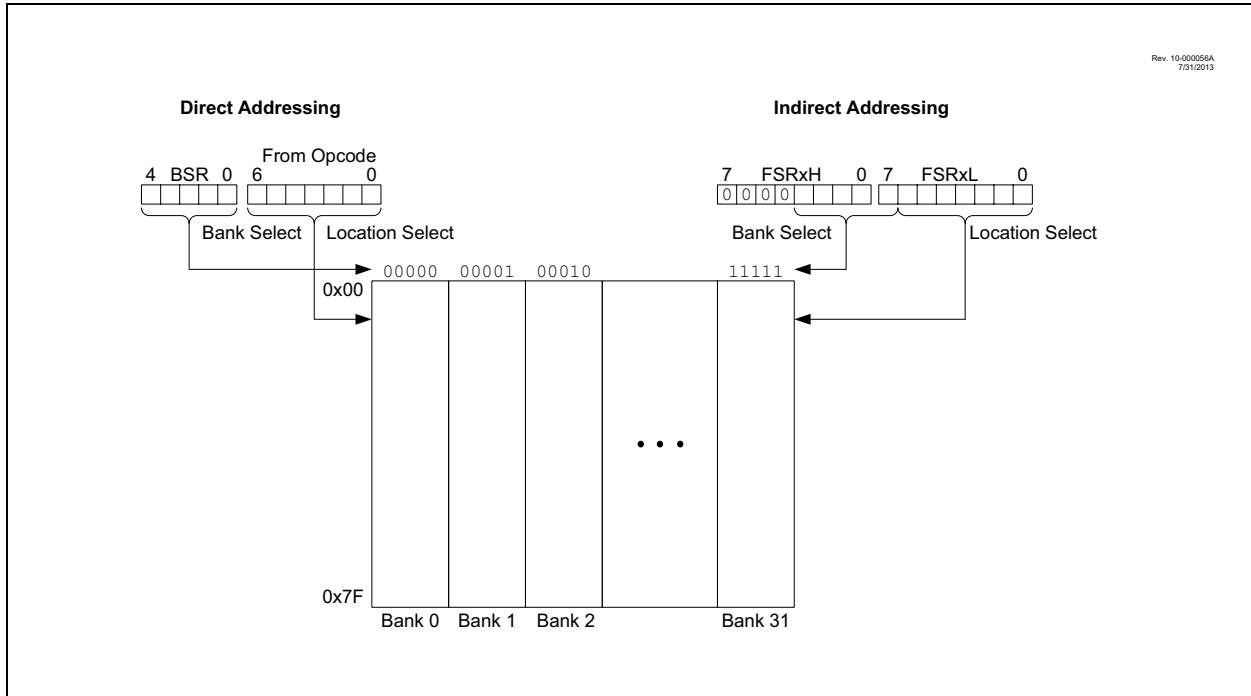 Rev. 10-000056A
7/31/2013
Direct Addressing
Indirect Addressing
From Opcode
4 BSR 0 6 0
7 FSRxH 0 7 FSRxL 0
0 0 0 0
Bank Select Location Select
Bank Select Location Select
00000 00001 00010 11111
0x00
0x7F
Bank 0 Bank 1 Bank 2 Bank 31